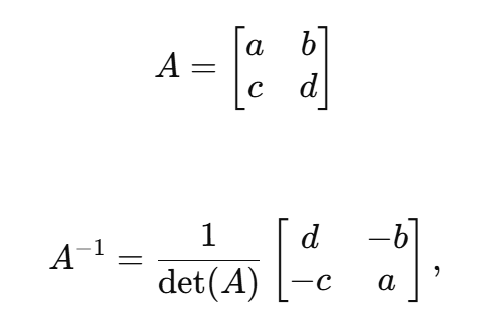 A = [a b; c d]
A⁻¹ = 1/det(A) [d −b; −c a],